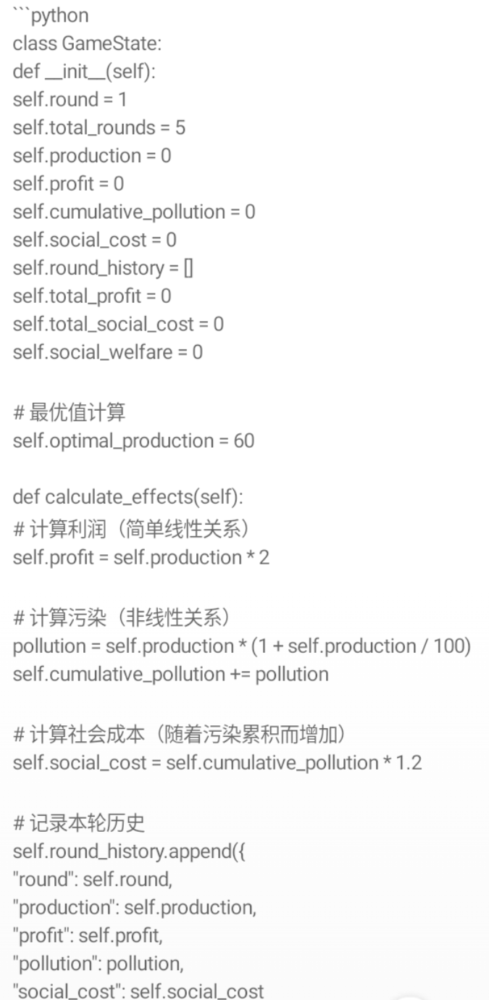 ```python
class GameState:
def __init__(self):
self.round = 1
self.total_rounds = 5
self.production = 0
self.profit = 0
self.cumulative_pollution = 0
self.social_cost = 0
self.round_history = []
self.total_profit = 0
self.total_social_cost = 0
self.social_welfare = 0

# 最优值计算
self.optimal_production = 60

def calculate_effects(self):
# 计算利润（简单线性关系）
self.profit = self.production * 2

# 计算污染（非线性关系）
pollution = self.production * (1 + self.production / 100)
self.cumulative_pollution += pollution

# 计算社会成本（随着污染累积而增加）
self.social_cost = self.cumulative_pollution * 1.2

# 记录本轮历史
self.round_history.append({
"round": self.round,
"production": self.production,
"profit": self.profit,
"pollution": pollution,
"social_cost": self.social_cost